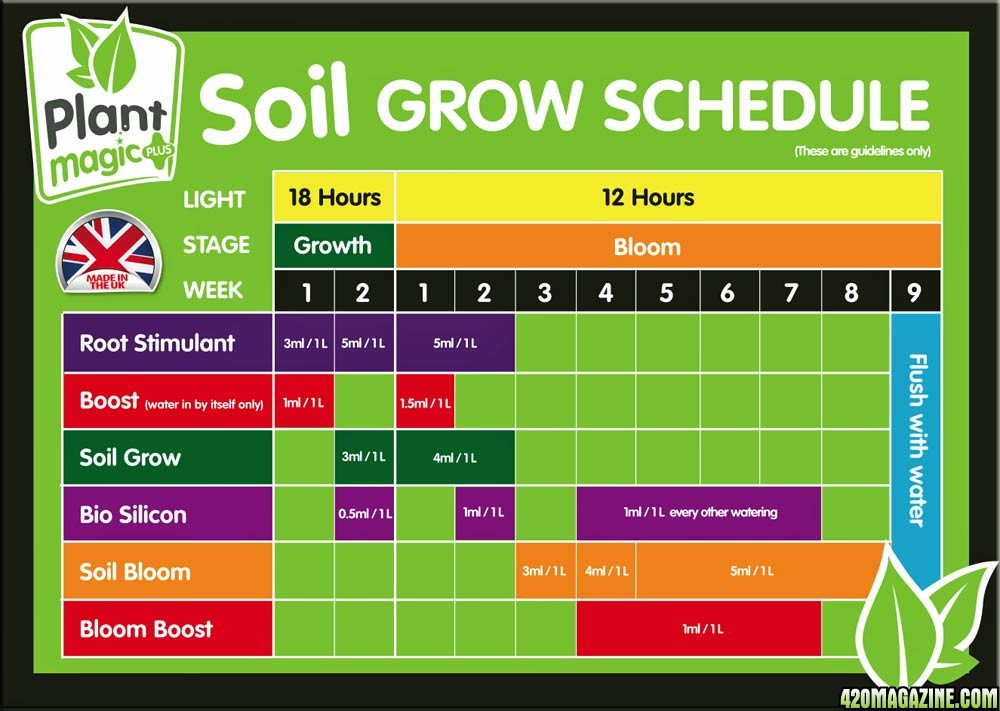 Plant
magic PLUS
Soil GROW SCHEDULE
(These are guidelines only)
LIGHT 18 Hours 12 Hours
STAGE Growth Bloom
MADE IN
THE UK
WEEK 1 2 1 2 3 4 5 6 7 8 9
Root Stimulant 3ml / 1L 5ml / 1L 5ml / 1L
Boost (water in by itself only) 1ml / 1L 1.5ml / 1L
Soil Grow 3ml / 1L 4ml / 1L
Bio Silicon 0.5ml / 1L 1ml / 1L 1ml / 1L every other watering
Soil Bloom 3ml / 1L 4ml / 1L 5ml / 1L
Bloom Boost 1ml / 1L
Flush with water
420MAGAZINE.COM